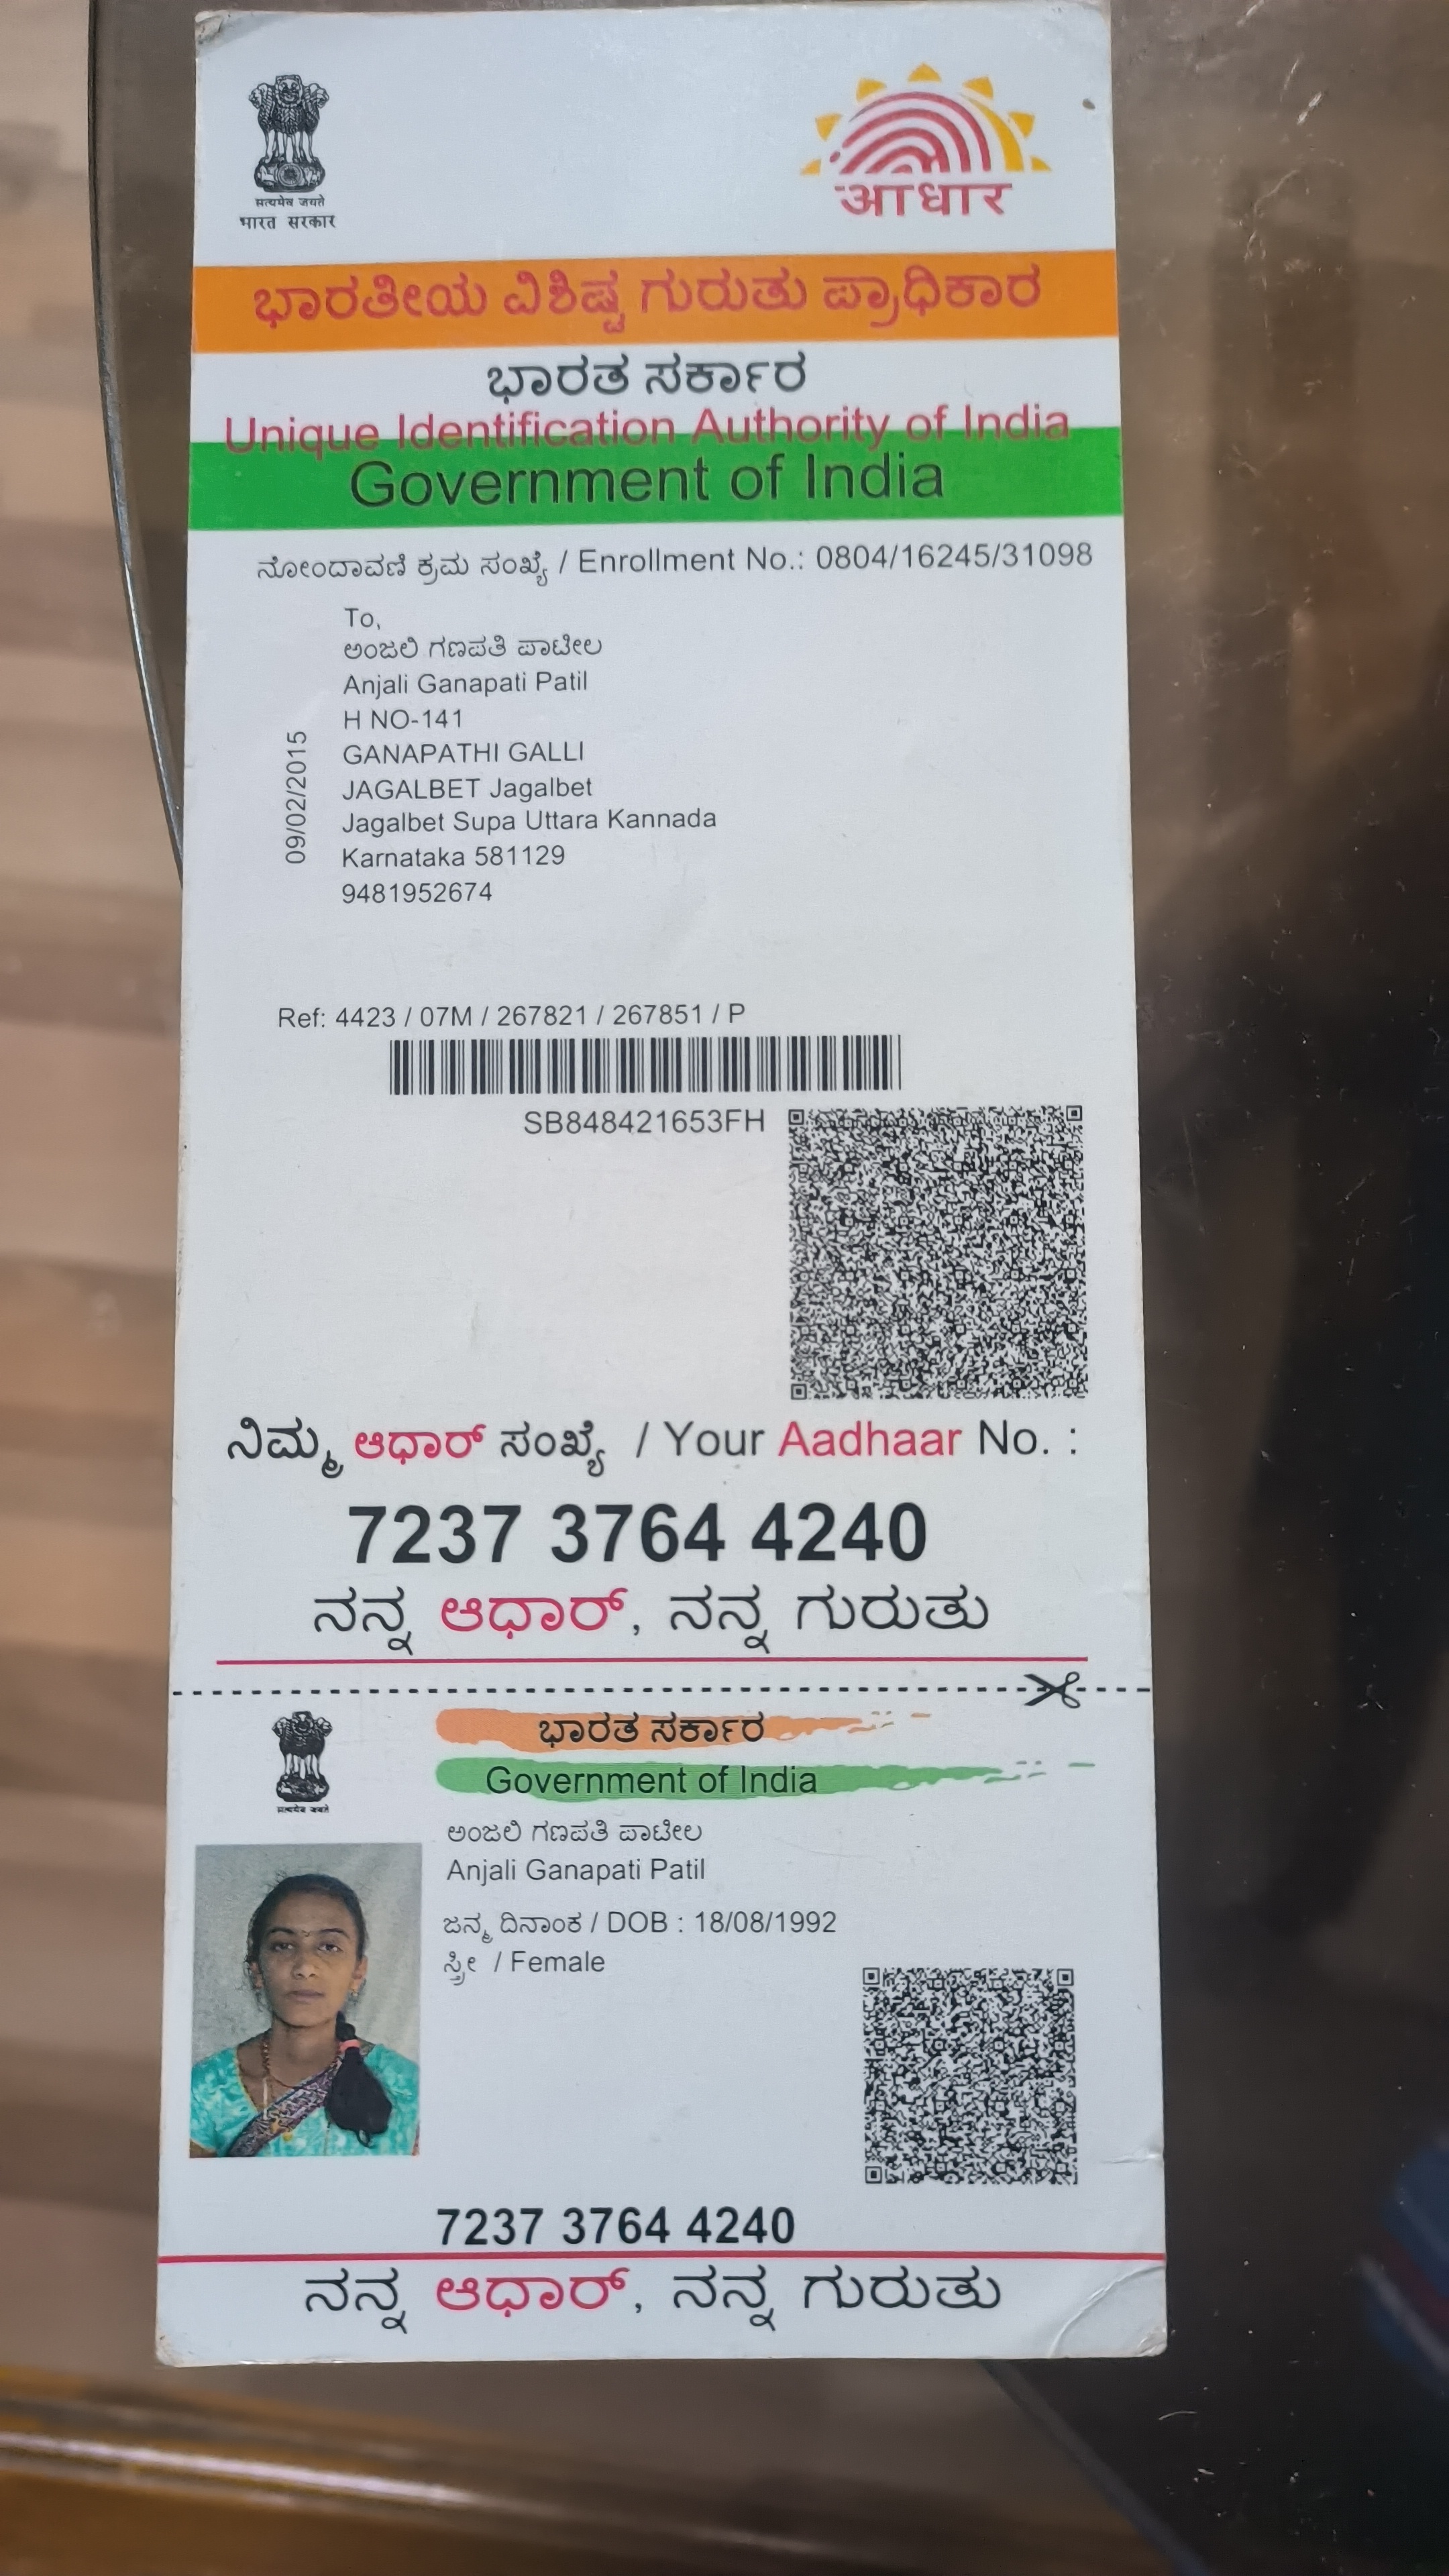 सत्यमेव जयते
भारत सरकार
आधार
ಭಾರತೀಯ ವಿಶಿಷ್ಟ ಗುರುತು ಪ್ರಾಧಿಕಾರ
ಭಾರತ ಸರ್ಕಾರ
Unique Identification Authority of India
Government of India
ನೋಂದಾವಣಿ ಕ್ರಮ ಸಂಖ್ಯೆ / Enrollment No.: 0804/16245/31098
To,
ಅಂಜಲಿ ಗಣಪತಿ ಪಾಟೀಲ
Anjali Ganapati Patil
H NO-141
GANAPATHI GALLI
JAGALBET Jagalbet
Jagalbet Supa Uttara Kannada
Karnataka 581129
9481952674
09/02/2015
Ref: 4423 / 07M / 267821 / 267851 / P
SB848421653FH
ನಿಮ್ಮ ಆಧಾರ್ ಸಂಖ್ಯೆ / Your Aadhaar No. :
7237 3764 4240
ನನ್ನ ಆಧಾರ್, ನನ್ನ ಗುರುತು
सत्यमेव जयते
ಭಾರತ ಸರ್ಕಾರ
Government of India
ಅಂಜಲಿ ಗಣಪತಿ ಪಾಟೀಲ
Anjali Ganapati Patil
ಜನ್ಮ ದಿನಾಂಕ / DOB : 18/08/1992
ಸ್ತ್ರೀ / Female
7237 3764 4240
ನನ್ನ ಆಧಾರ್, ನನ್ನ ಗುರುತು